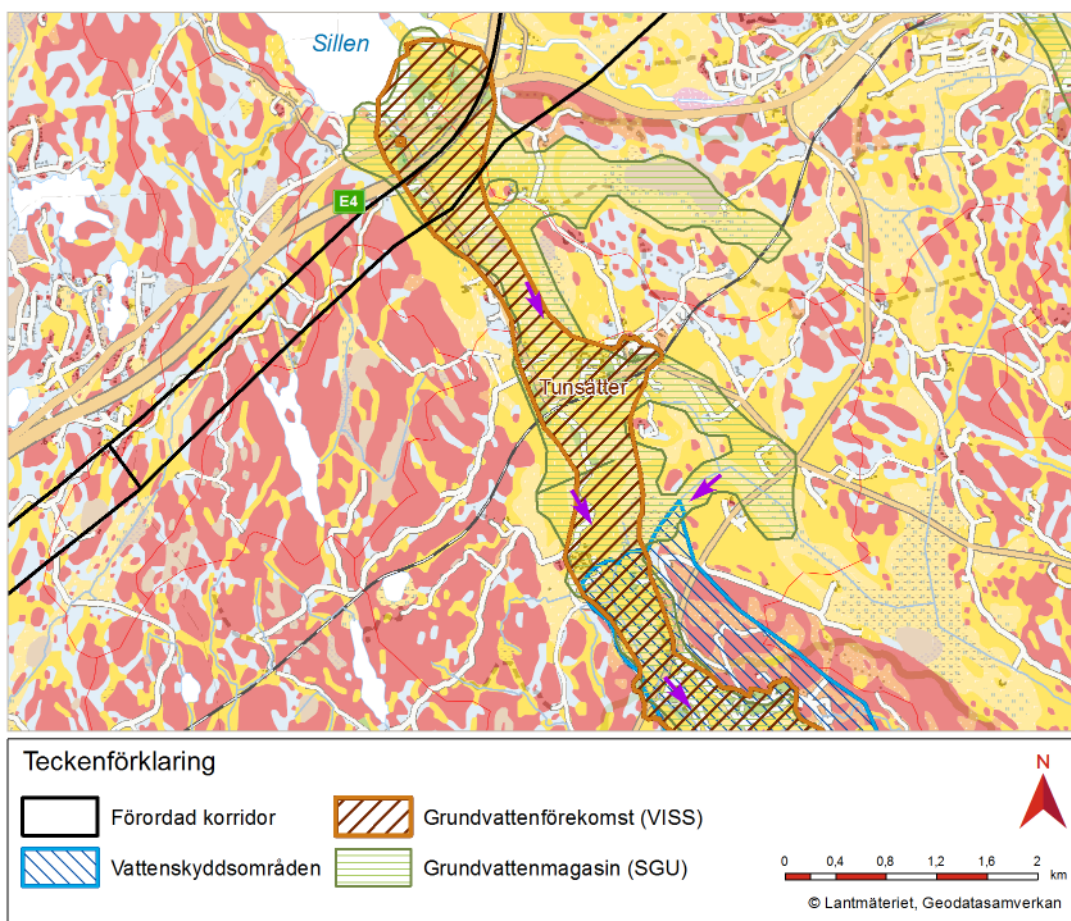 Sillen
E4
Tunsätter
Teckenförklaring
Förordad korridor
Grundvattenförekomst (VISS)
Vattenskyddsområden
Grundvattenmagasin (SGU)
N
0 0,4 0,8 1,2 1,6 2
km
© Lantmäteriet, Geodatasamverkan